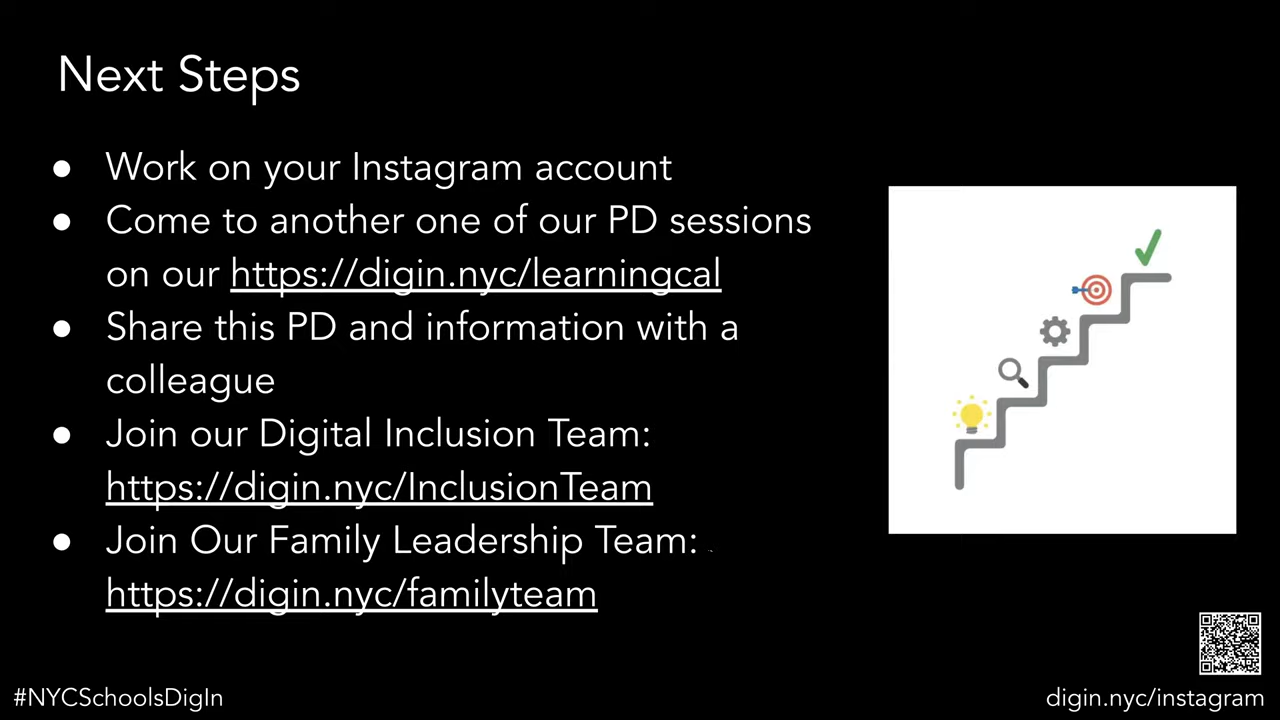 Next Steps
● Work on your Instagram account
● Come to another one of our PD sessions
on our https://digin.nyc/learningcal
● Share this PD and information with a
colleague
● Join our Digital Inclusion Team:
https://digin.nyc/InclusionTeam
● Join Our Family Leadership Team:
https://digin.nyc/familyteam
#NYCSchoolsDigIn
digin.nyc/instagram